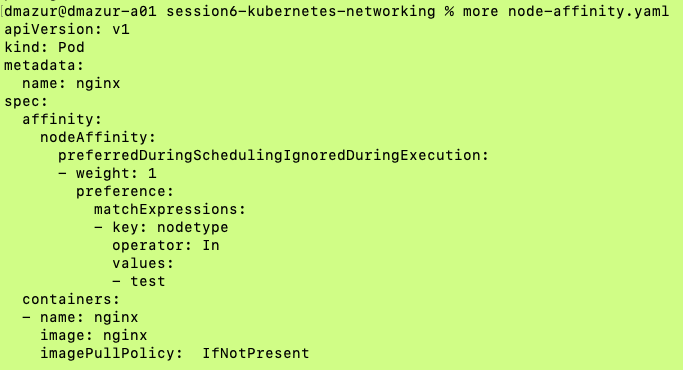 [dmazur@dmazur-a01 session6-kubernetes-networking % more node-affinity.yaml
apiVersion: v1
kind: Pod
metadata:
  name: nginx
spec:
  affinity:
    nodeAffinity:
      preferredDuringSchedulingIgnoredDuringExecution:
      - weight: 1
        preference:
          matchExpressions:
          - key: nodetype
            operator: In
            values:
            - test
  containers:
  - name: nginx
    image: nginx
    imagePullPolicy:  IfNotPresent